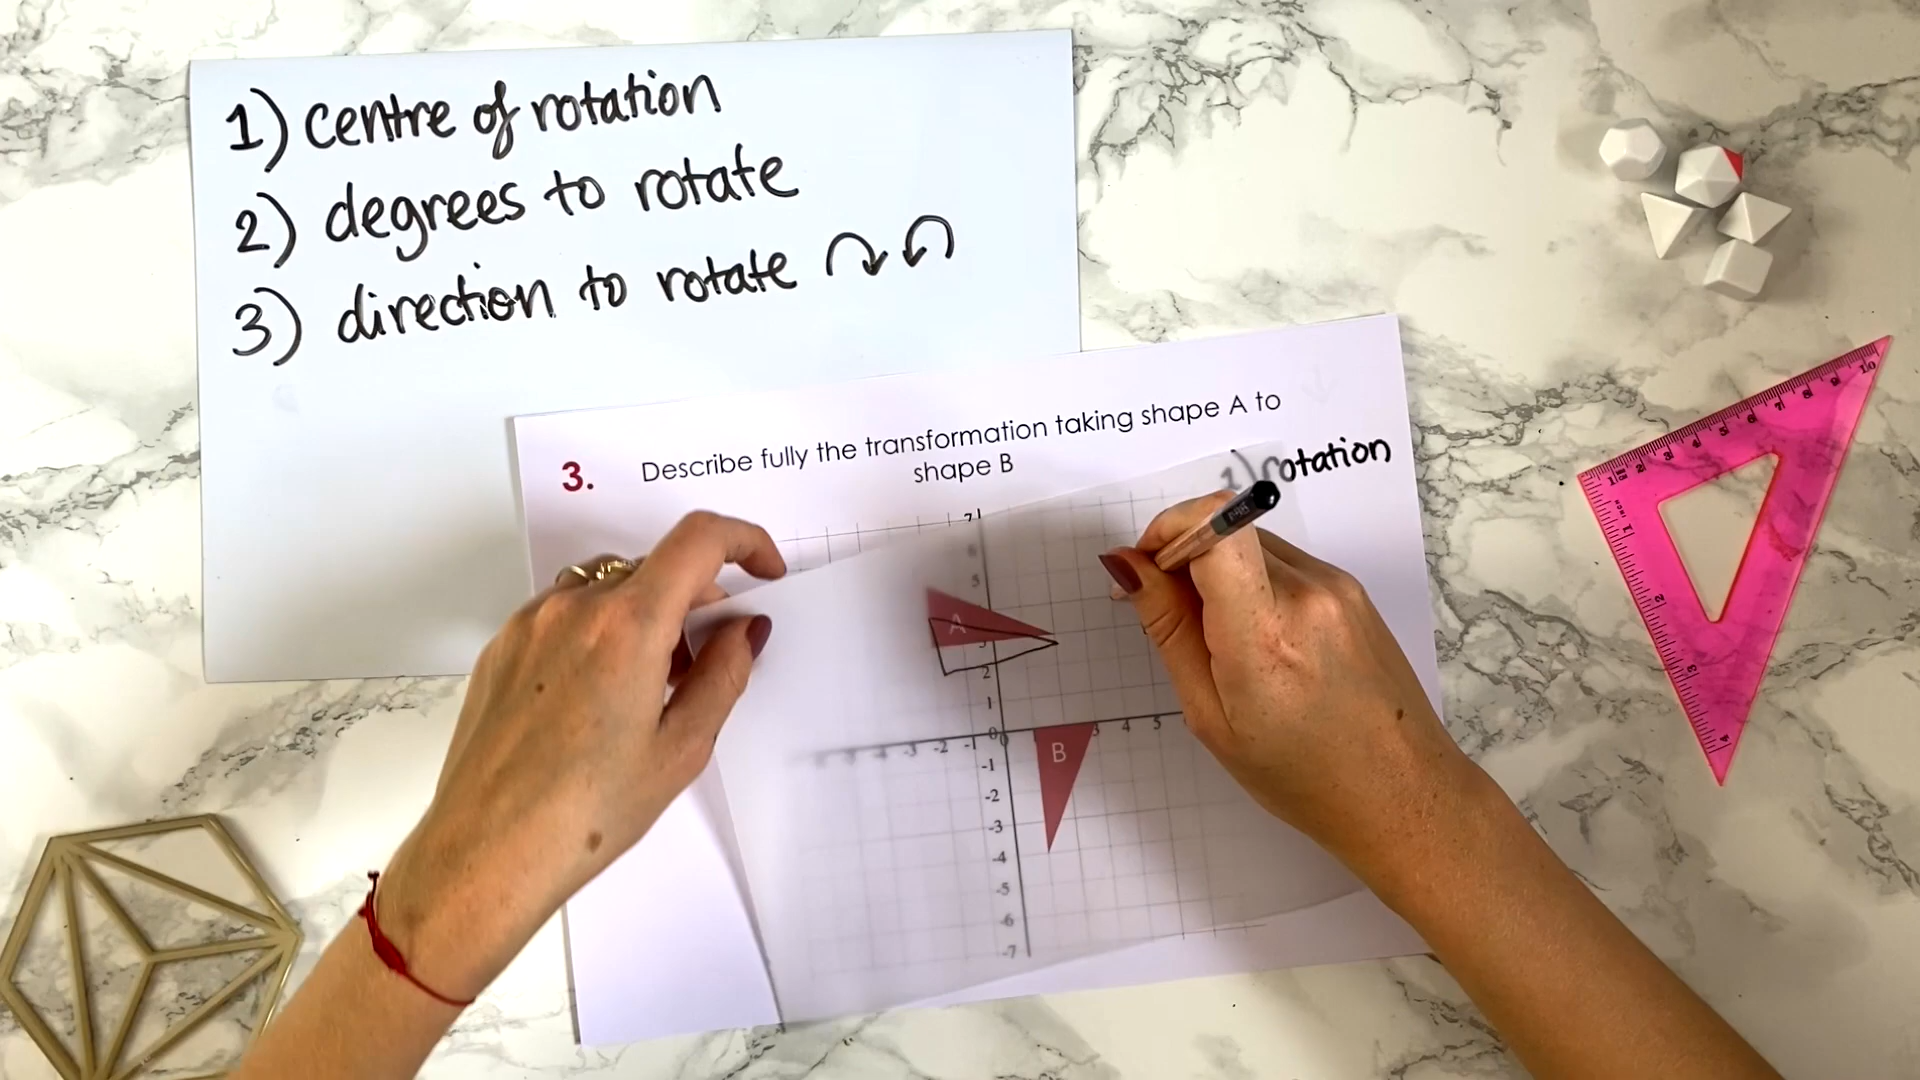 1) centre of rotation
2) degrees to rotate
3) direction to rotate
3. Describe fully the transformation taking shape A to
shape B
1) rotation
7
6
5
A
3
2
1
-3 -2 -1 0 3 4 5
B
-1
-2
-3
-4
-5
-6
-7